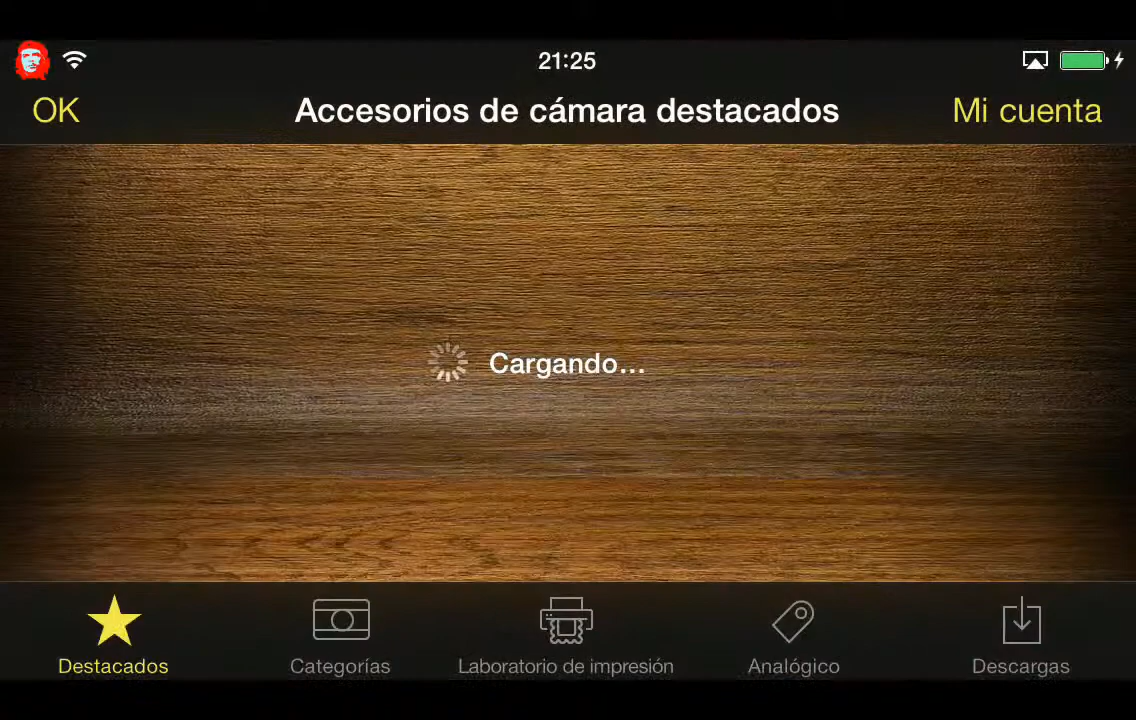 21:25
OK
Accesorios de cámara destacados
Mi cuenta
Cargando...
Destacados
Categorías
Laboratorio de impresión
Analógico
Descargas